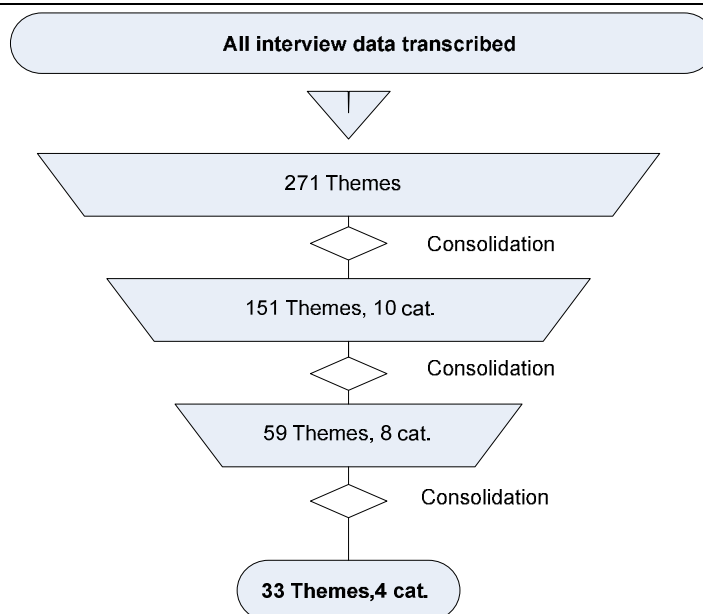 All interview data transcribed
271 Themes
Consolidation
151 Themes, 10 cat.
Consolidation
59 Themes, 8 cat.
Consolidation
33 Themes,4 cat.